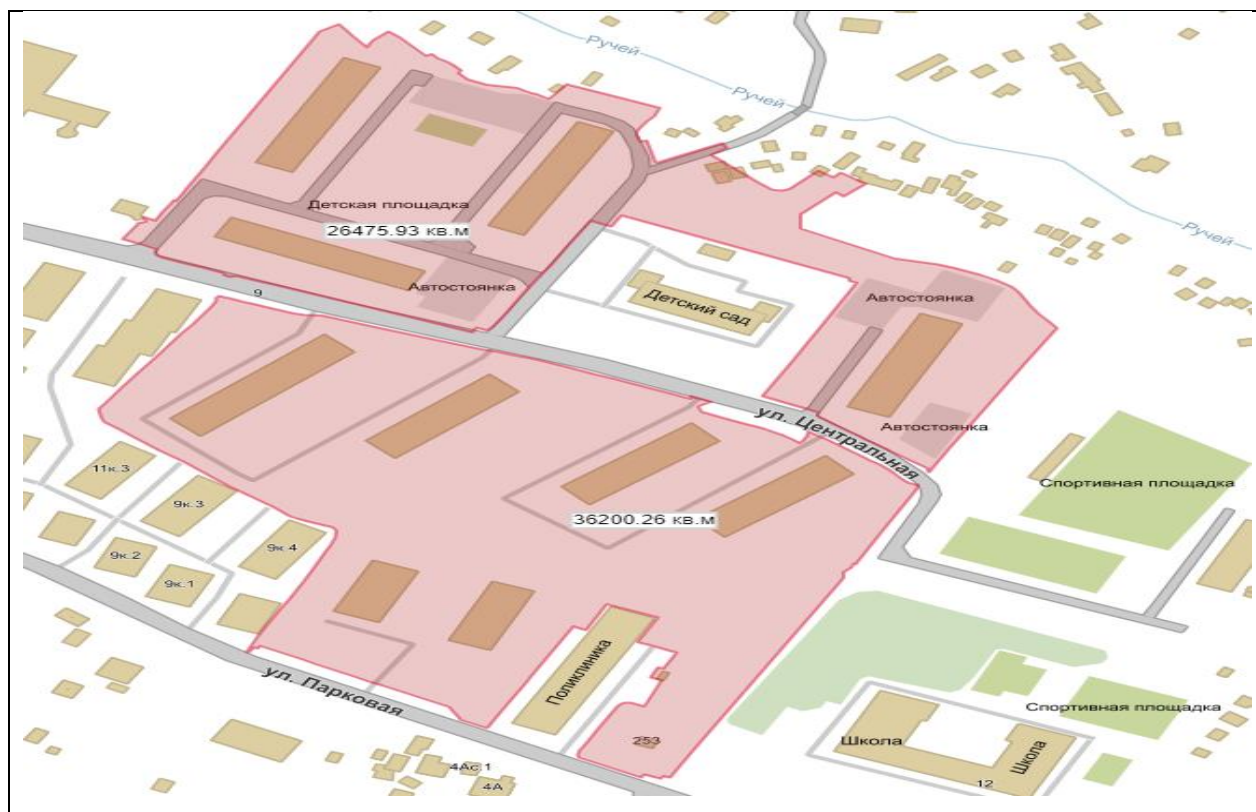 Ручей
Ручей
Ручей
Детская площадка
26475.93 кв.м
Автостоянка
9
Детский сад
Автостоянка
ул. Центральная
Автостоянка
11к.3
9к.3
9к.4
9к.2
9к.1
36200.26 кв.м
Спортивная площадка
Поликлиника
ул. Парковая
253
Спортивная площадка
Школа
Школа
12
4Ас.1
4А